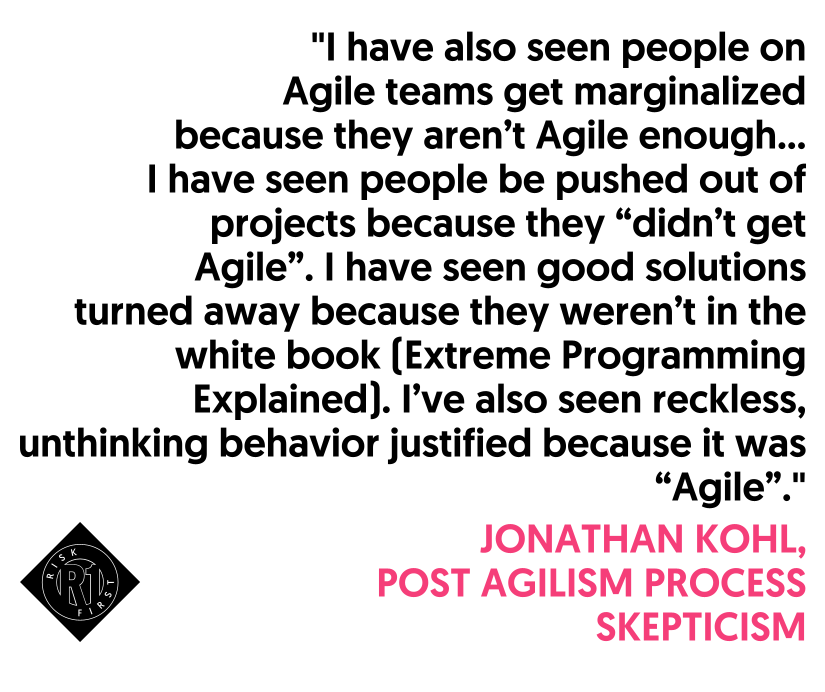 "I have also seen people on
Agile teams get marginalized
because they aren’t Agile enough...
I have seen people be pushed out of
projects because they “didn’t get
Agile”. I have seen good solutions
turned away because they weren’t in the
white book (Extreme Programming
Explained). I’ve also seen reckless,
unthinking behavior justified because it was
“Agile”."
JONATHAN KOHL,
POST AGILISM PROCESS
SKEPTICISM
RISK
R1
FIRST